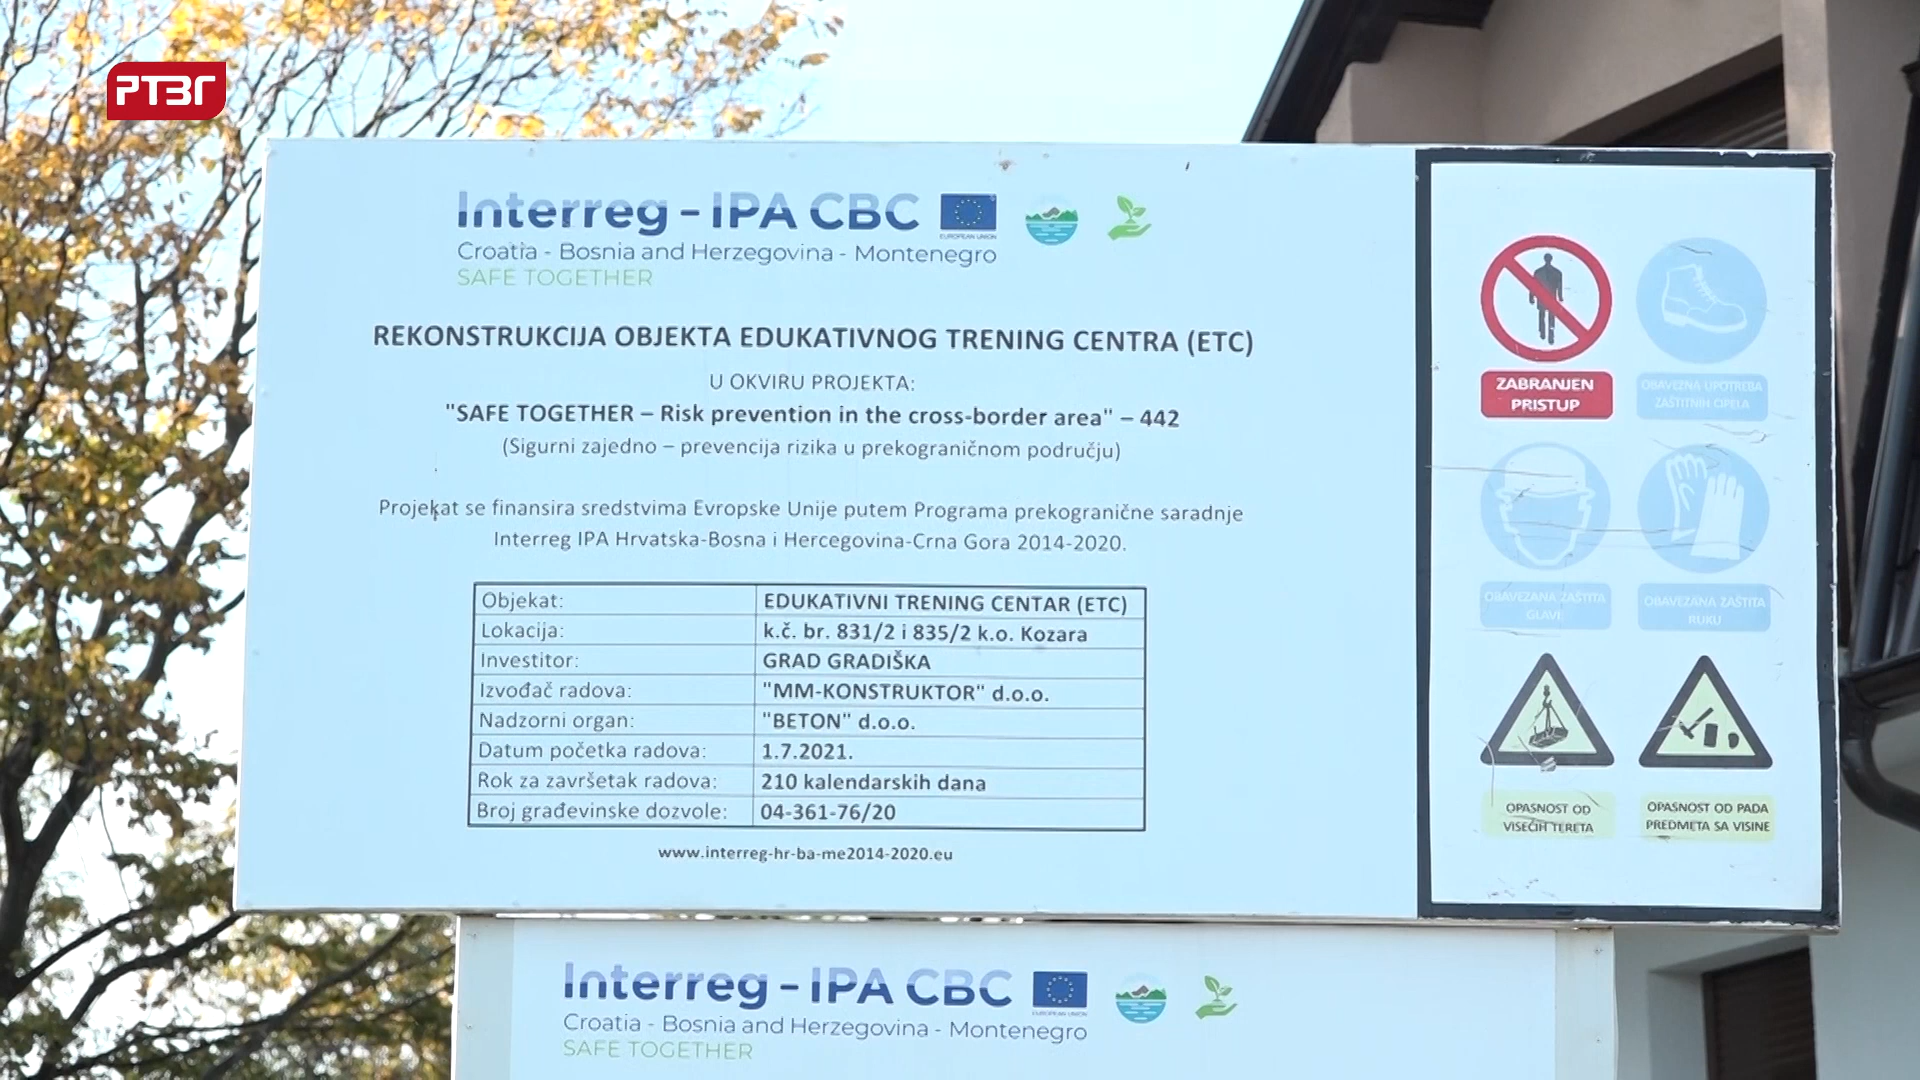 РТВГ
Interreg - IPA CBC
EUROPEAN UNION
Croatia - Bosnia and Herzegovina - Montenegro
SAFE TOGETHER
REKONSTRUKCIJA OBJEKTA EDUKATIVNOG TRENING CENTRA (ETC)
U OKVIRU PROJEKTA:
"SAFE TOGETHER – Risk prevention in the cross-border area" – 442
(Sigurni zajedno – prevencija rizika u prekograničnom području)
Projekat se finansira sredstvima Evropske Unije putem Programa prekogranične saradnje
Interreg IPA Hrvatska-Bosna i Hercegovina-Crna Gora 2014-2020.
Objekat: EDUKATIVNI TRENING CENTAR (ETC)
Lokacija: k.č. br. 831/2 i 835/2 k.o. Kozara
Investitor: GRAD GRADIŠKA
Izvođač radova: "MM-KONSTRUKTOR" d.o.o.
Nadzorni organ: "BETON" d.o.o.
Datum početka radova: 1.7.2021.
Rok za završetak radova: 210 kalendarskih dana
Broj građevinske dozvole: 04-361-76/20
www.interreg-hr-ba-me2014-2020.eu
ZABRANJEN
PRISTUP
OBAVEZNA UPOTREBA
ZAŠTITNIH CIPELA
OBAVEZANA ZAŠTITA
GLAVE
OBAVEZANA ZAŠTITA
RUKU
OPASNOST OD
VISEĆIH TERETA
OPASNOST OD PADA
PREDMETA SA VISINE
Interreg - IPA CBC
EUROPEAN UNION
Croatia - Bosnia and Herzegovina - Montenegro
SAFE TOGETHER